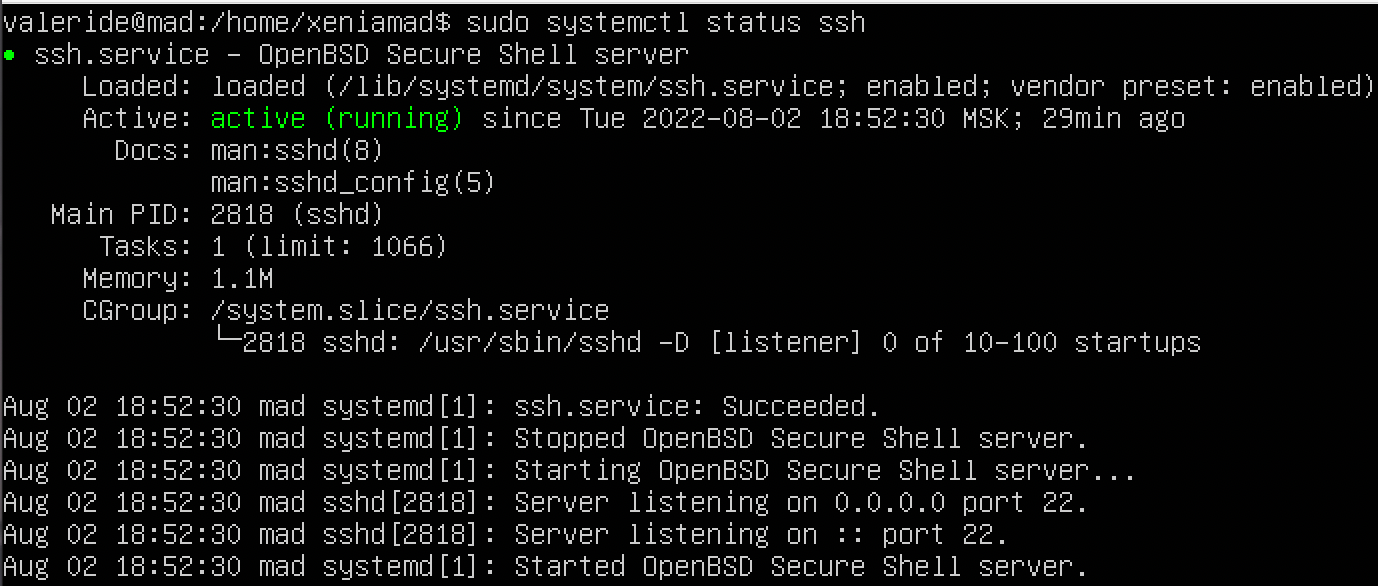 valeride@mad:/home/xeniamad$ sudo systemctl status ssh
● ssh.service - OpenBSD Secure Shell server
     Loaded: loaded (/lib/systemd/system/ssh.service; enabled; vendor preset: enabled)
     Active: active (running) since Tue 2022-08-02 18:52:30 MSK; 29min ago
       Docs: man:sshd(8)
             man:sshd_config(5)
   Main PID: 2818 (sshd)
      Tasks: 1 (limit: 1066)
     Memory: 1.1M
     CGroup: /system.slice/ssh.service
             └─2818 sshd: /usr/sbin/sshd -D [listener] 0 of 10-100 startups

Aug 02 18:52:30 mad systemd[1]: ssh.service: Succeeded.
Aug 02 18:52:30 mad systemd[1]: Stopped OpenBSD Secure Shell server.
Aug 02 18:52:30 mad systemd[1]: Starting OpenBSD Secure Shell server...
Aug 02 18:52:30 mad sshd[2818]: Server listening on 0.0.0.0 port 22.
Aug 02 18:52:30 mad sshd[2818]: Server listening on :: port 22.
Aug 02 18:52:30 mad systemd[1]: Started OpenBSD Secure Shell server.